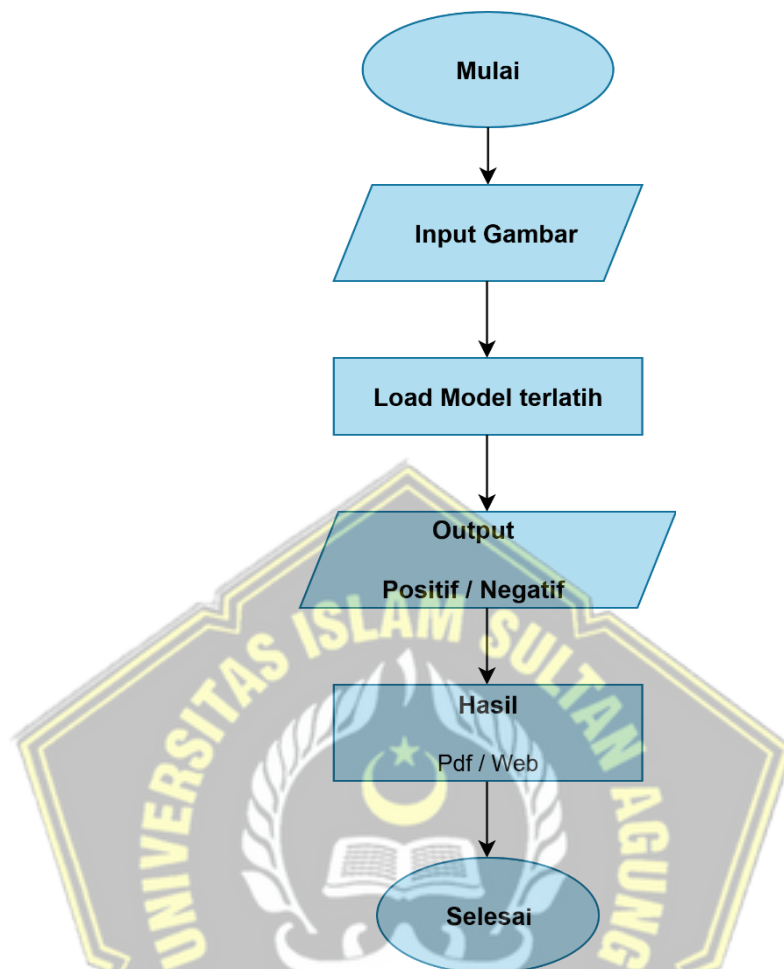 Mulai
Input Gambar
Load Model terlatih
Output
Positif / Negatif
Hasil
Pdf / Web
Selesai
UNIVERSITAS ISLAM SULTAN AGUNG